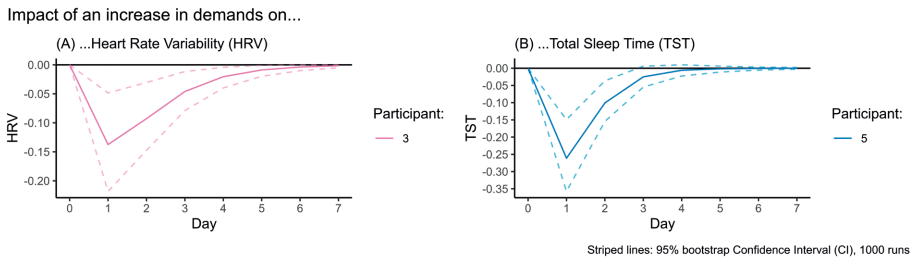 Impact of an increase in demands on...
(A) ...Heart Rate Variability (HRV)
0.00
-0.05
-0.10
-0.15
-0.20
HRV
0 1 2 3 4 5 6 7
Day
Participant:
3
(B) ...Total Sleep Time (TST)
0.00
-0.05
-0.10
-0.15
-0.20
-0.25
-0.30
-0.35
TST
0 1 2 3 4 5 6 7
Day
Participant:
5
Striped lines: 95% bootstrap Confidence Interval (CI), 1000 runs